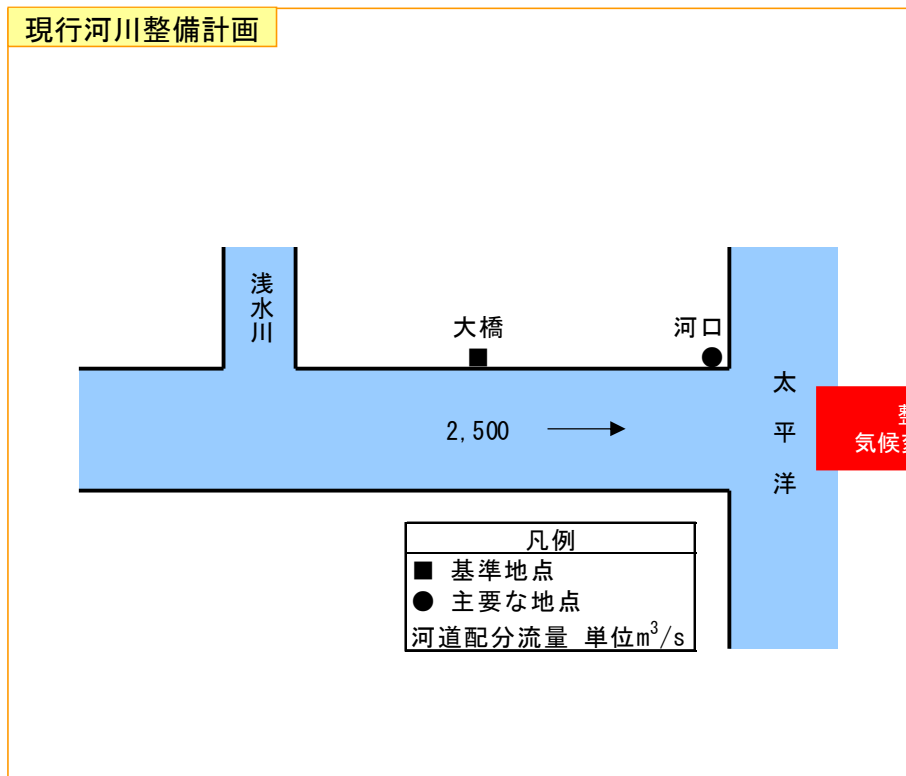 現行河川整備計画
浅水川
大橋
河口
太平洋
2,500
気候
凡例
■ 基準地点
● 主要な地点
河道配分流量 単位m³/s